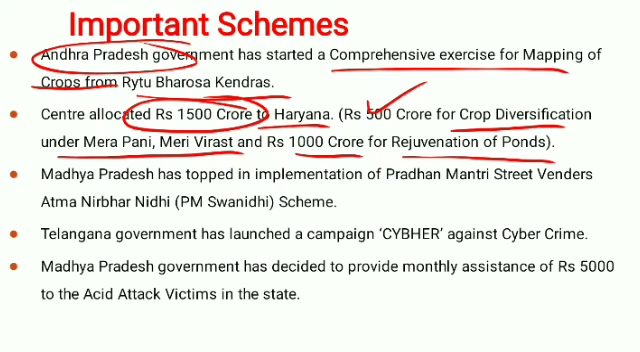 Important Schemes
Andhra Pradesh government has started a Comprehensive exercise for Mapping of
Crops from Rytu Bharosa Kendras.
Centre allocated Rs 1500 Crore to Haryana. (Rs 500 Crore for Crop Diversification
under Mera Pani, Meri Virast and Rs 1000 Crore for Rejuvenation of Ponds).
Madhya Pradesh has topped in implementation of Pradhan Mantri Street Venders
Atma Nirbhar Nidhi (PM Swanidhi) Scheme.
Telangana government has launched a campaign ‘CYBHER’ against Cyber Crime.
Madhya Pradesh government has decided to provide monthly assistance of Rs 5000
to the Acid Attack Victims in the state.